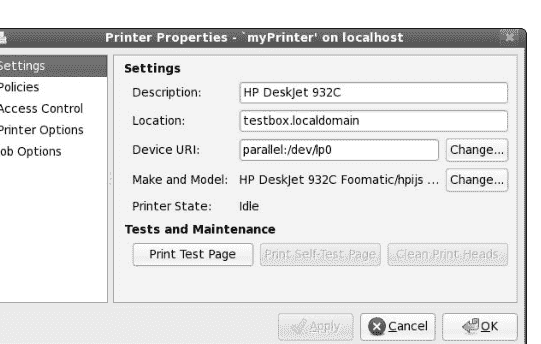 Printer Properties - `myPrinter' on localhost
Settings
Policies
Access Control
Printer Options
Job Options
Settings
Description: HP DeskJet 932C
Location: testbox.localdomain
Device URI: parallel:/dev/lp0 Change...
Make and Model: HP DeskJet 932C Foomatic/hpijs ... Change...
Printer State: Idle
Tests and Maintenance
Print Test Page Print Self-Test Page Clean Print Heads
Apply Cancel OK